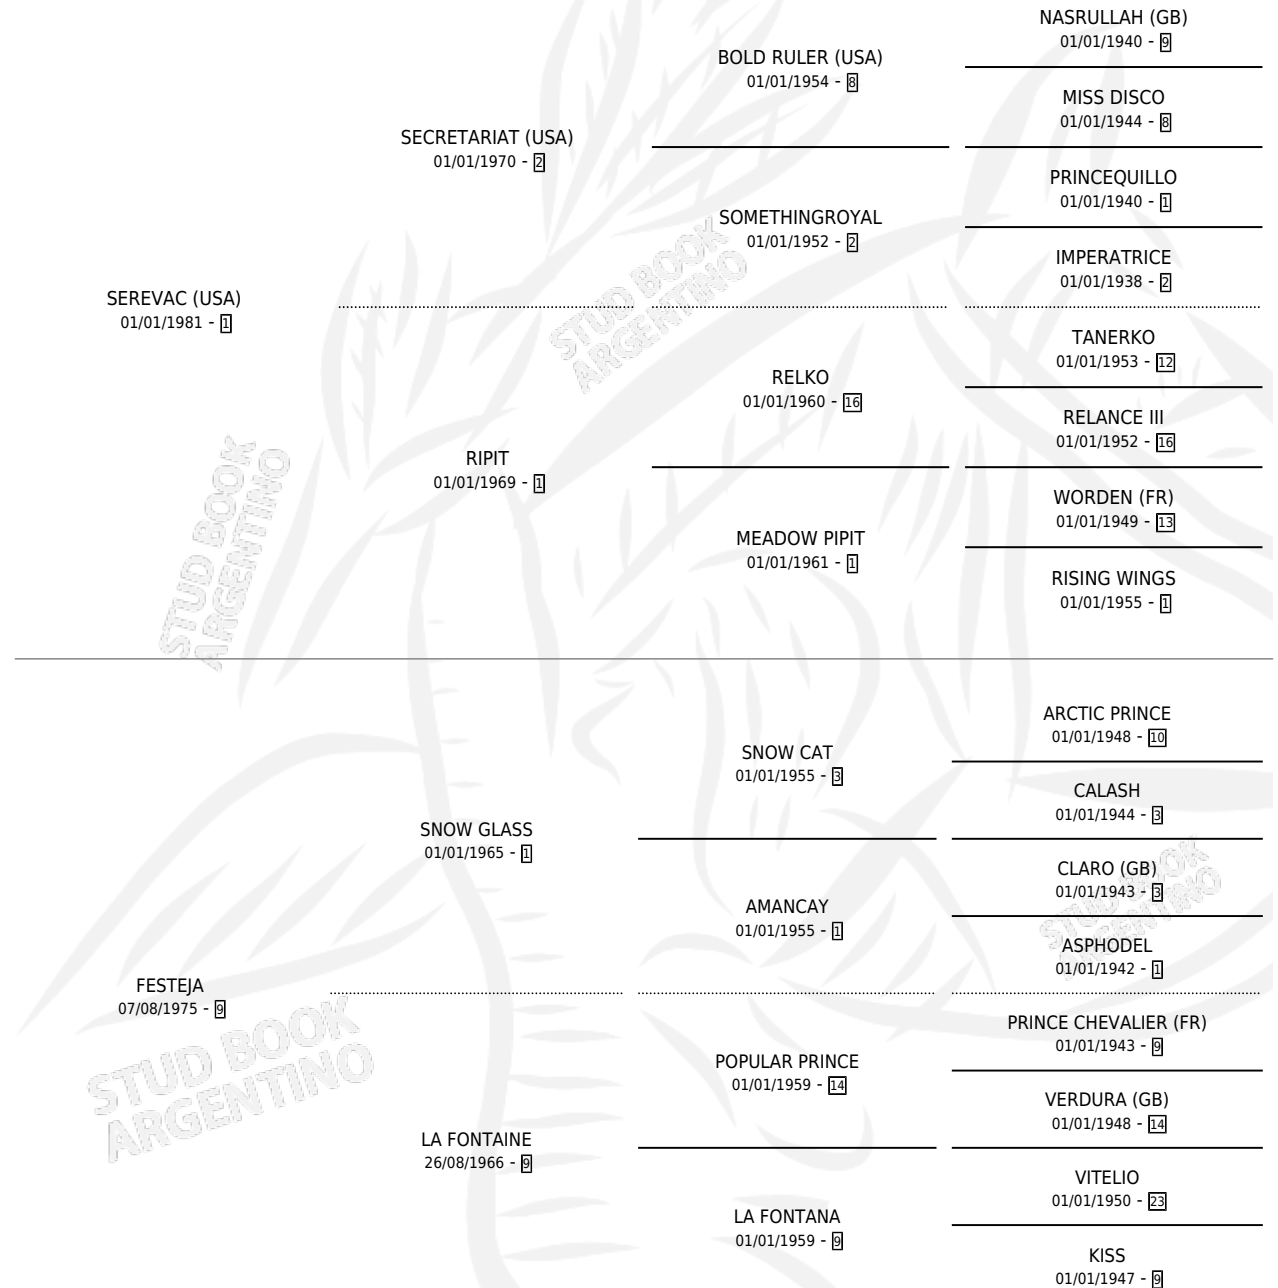 NASRULLAH (GB)
01/01/1940 - 9
BOLD RULER (USA)
01/01/1954 - 8
MISS DISCO
01/01/1944 - 8
SECRETARIAT (USA)
01/01/1970 - 2
PRINCEQUILLO
01/01/1940 - 1
SOMETHINGROYAL
01/01/1952 - 2
IMPERATRICE
01/01/1938 - 2
SEREVAC (USA)
01/01/1981 - 1
TANERKO
01/01/1953 - 12
RELKO
01/01/1960 - 16
RELANCE III
01/01/1952 - 16
RIPIT
01/01/1969 - 1
WORDEN (FR)
01/01/1949 - 13
MEADOW PIPIT
01/01/1961 - 1
RISING WINGS
01/01/1955 - 1
ARCTIC PRINCE
01/01/1948 - 10
SNOW CAT
01/01/1955 - 3
CALASH
01/01/1944 - 3
SNOW GLASS
01/01/1965 - 1
CLARO (GB)
01/01/1943 - 3
AMANCAY
01/01/1955 - 1
ASPHODEL
01/01/1942 - 1
FESTEJA
07/08/1975 - 9
PRINCE CHEVALIER (FR)
01/01/1943 - 9
POPULAR PRINCE
01/01/1959 - 14
VERDURA (GB)
01/01/1948 - 14
LA FONTAINE
26/08/1966 - 9
VITELIO
01/01/1950 - 23
LA FONTANA
01/01/1959 - 9
KISS
01/01/1947 - 9
STUD BOOK
ARGENTINO
STUD BOOK
ARGENTINO
STUD BOOK
ARGENTINO
STUD BOOK
ARGENTINO